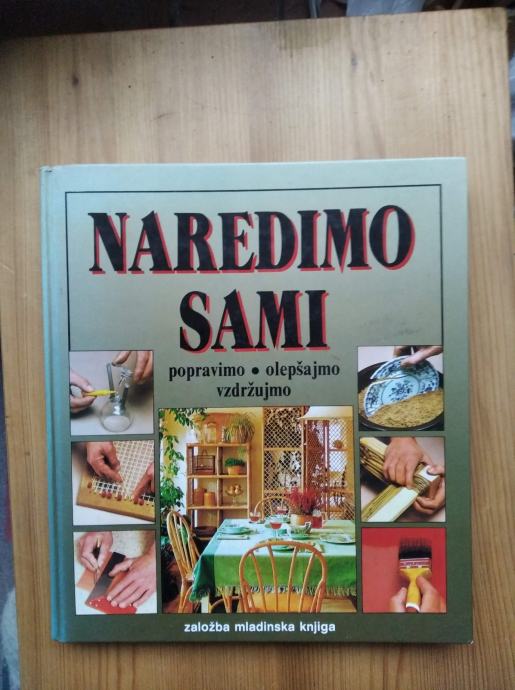 NAREDIMO
SAMI
popravimo • olepšajmo
vzdržujmo
založba mladinska knjiga